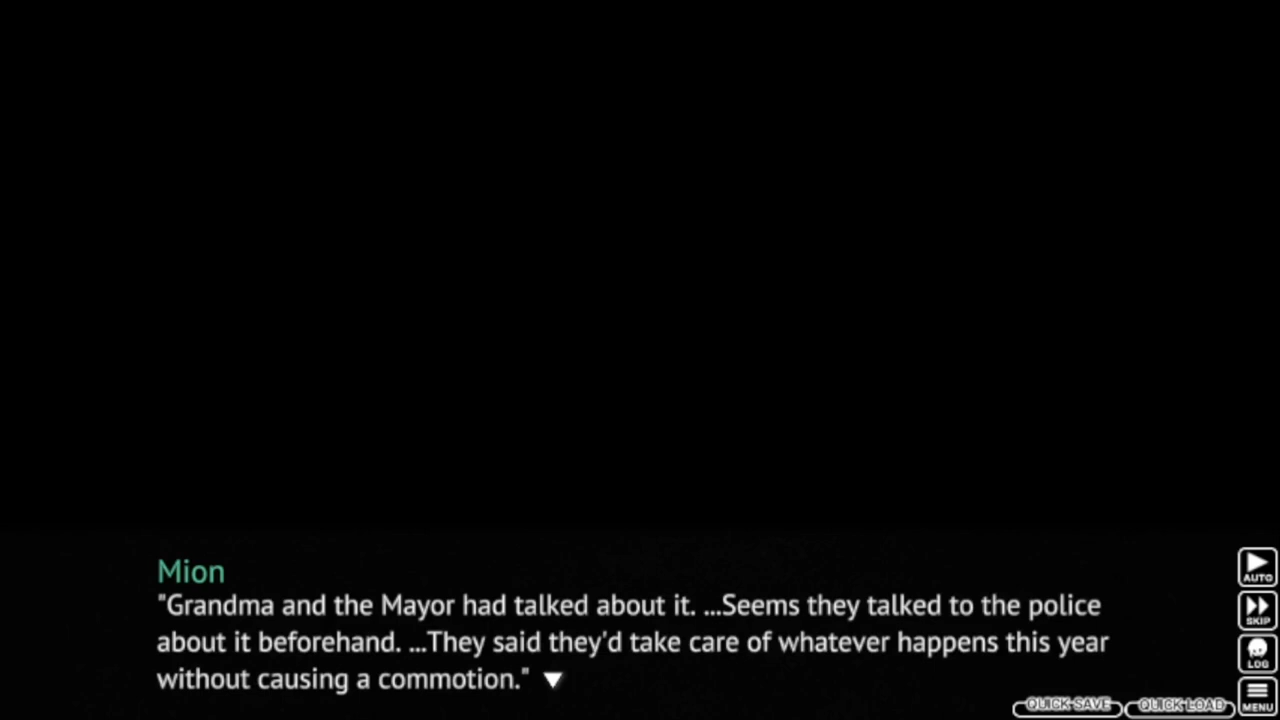 Mion
"Grandma and the Mayor had talked about it. ...Seems they talked to the police
about it beforehand. ...They said they'd take care of whatever happens this year
without causing a commotion."
AUTO
SKIP
LOG
MENU
QUICK SAVE QUICK LOAD